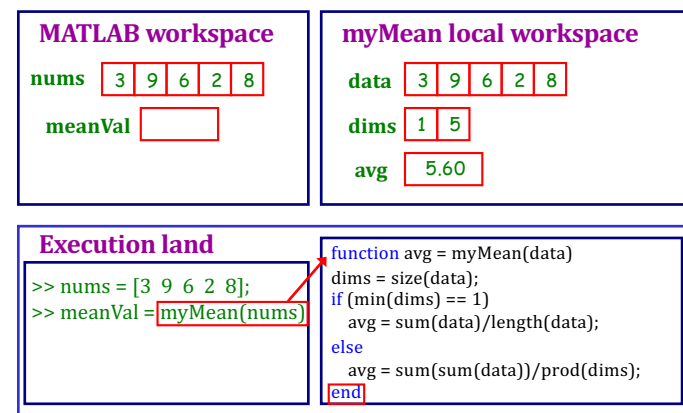 MATLAB workspace
nums 3 9 6 2 8
meanVal
myMean local workspace
data 3 9 6 2 8
dims 1 5
avg 5.60
Execution land
>> nums = [3 9 6 2 8];
>> meanVal = myMean(nums)
function avg = myMean(data)
dims = size(data);
if (min(dims) == 1)
avg = sum(data)/length(data);
else
avg = sum(sum(data))/prod(dims);
end